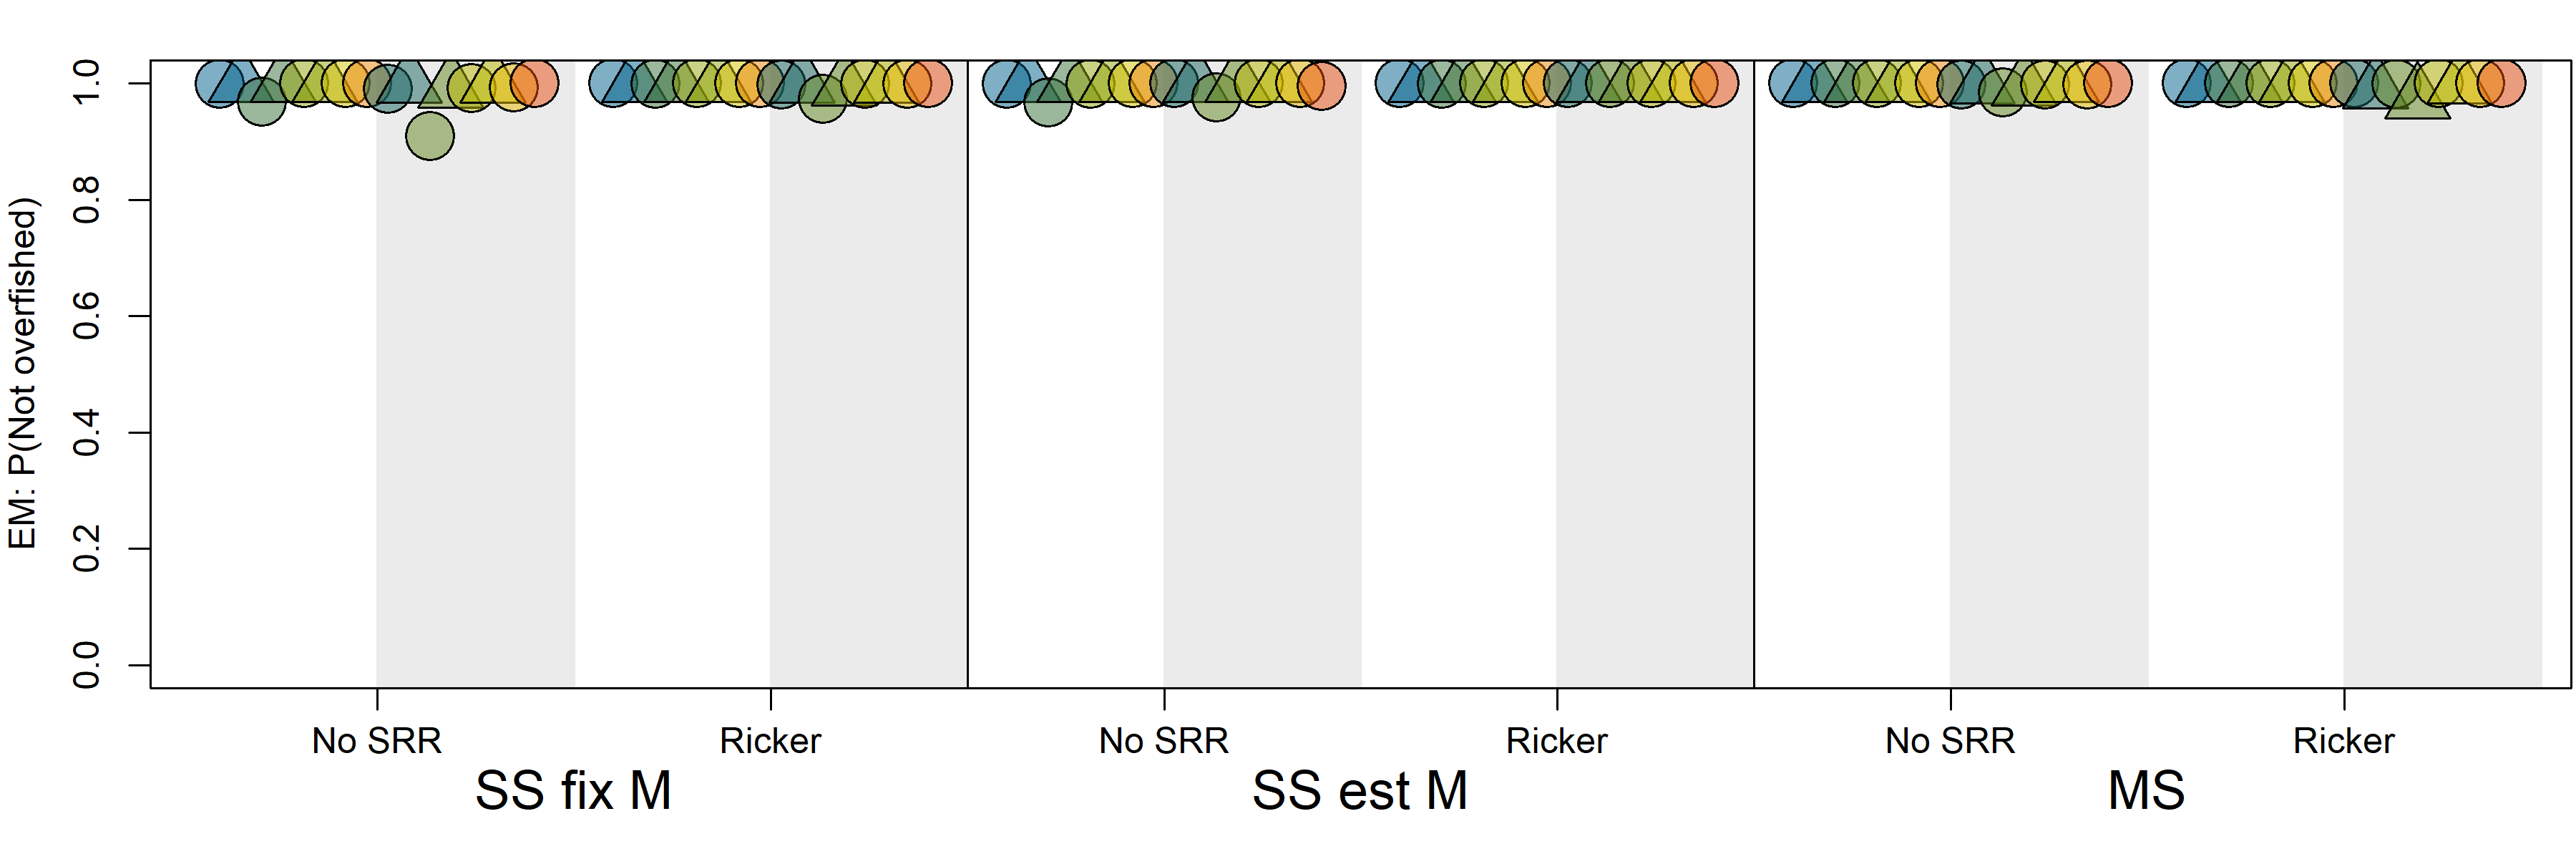 EM: P(Not overfished)
1.0
0.8
0.6
0.4
0.2
0.0
No SRR Ricker No SRR Ricker No SRR Ricker
SS fix M SS est M MS